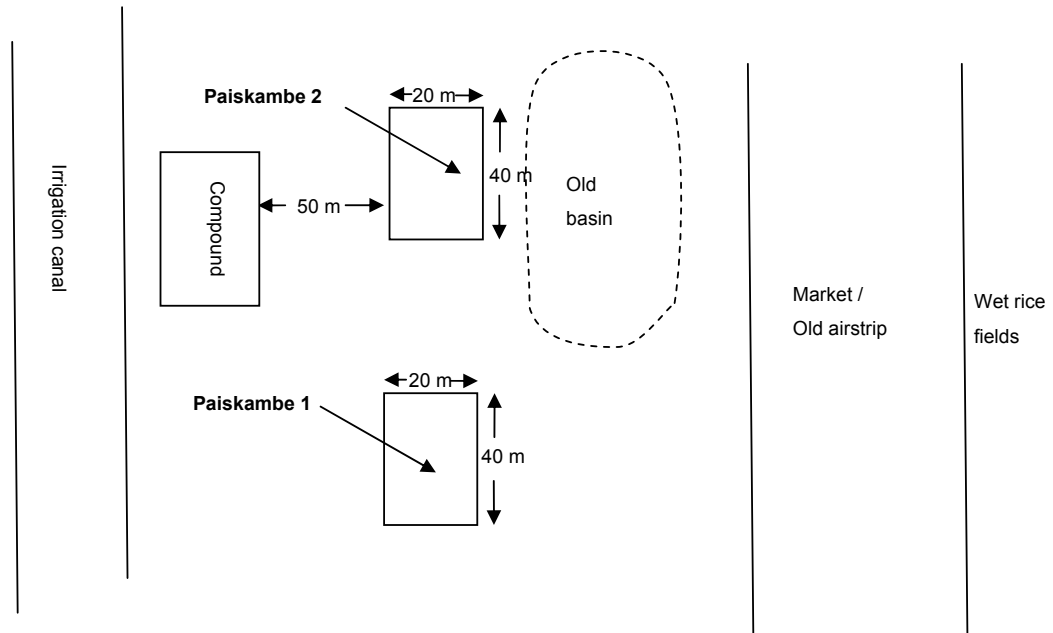 Irrigation canal
Paiskambe 2
20 m
40 m
Compound
50 m
Old
basin
Market /
Old airstrip
Wet rice
fields
Paiskambe 1
20 m
40 m